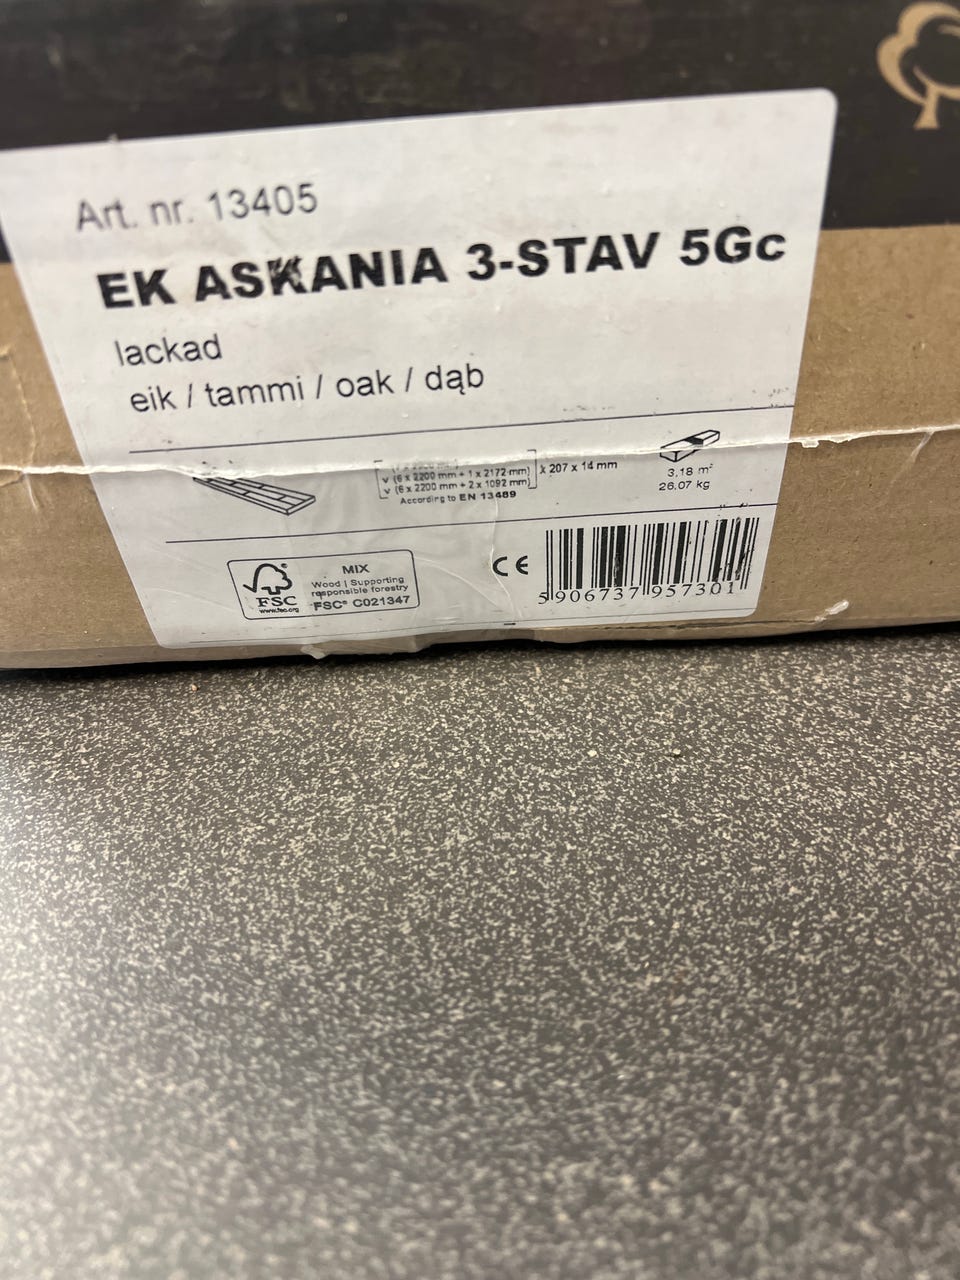 Art. nr. 13405
EK ASKANIA 3-STAV 5Gc
lackad
eik / tammi / oak / dąb
v (6 x 2200 mm + 1 x 2172 mm)
v (6 x 2200 mm + 2 x 1092 mm)
x 207 x 14 mm
According to EN 13489
3,18 m²
26,07 kg
FSC
www.fsc.org
MIX
Wood | Supporting
responsible forestry
FSC® C021347
CE
5906737957301